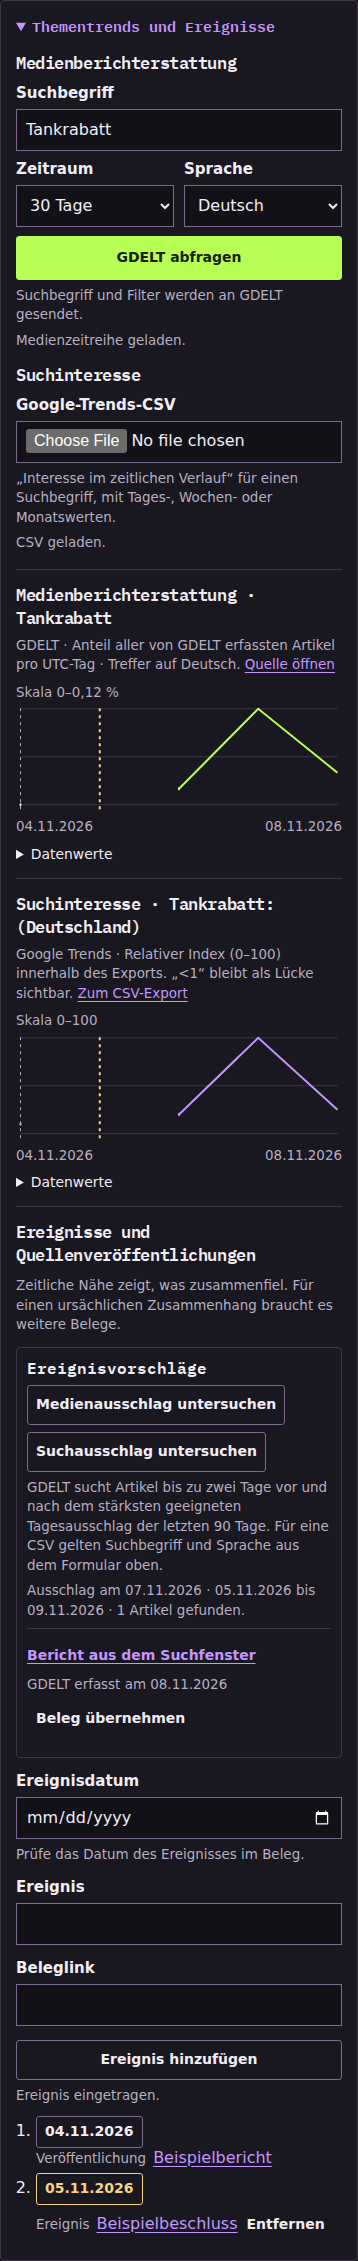 Thementrends und Ereignisse
Medienberichterstattung
Suchbegriff
Tankrabatt
Zeitraum Sprache
30 Tage Deutsch
GDELT abfragen
Suchbegriff und Filter werden an GDELT
gesendet.
Medienzeitreihe geladen.
Suchinteresse
Google-Trends-CSV
Choose File No file chosen
„Interesse im zeitlichen Verlauf“ für einen
Suchbegriff, mit Tages-, Wochen- oder
Monatswerten.
CSV geladen.
Medienberichterstattung ·
Tankrabatt
GDELT · Anteil aller von GDELT erfassten Artikel
pro UTC-Tag · Treffer auf Deutsch. Quelle öffnen
Skala 0–0,12 %
04.11.2026 08.11.2026
Datenwerte
Suchinteresse · Tankrabatt:
(Deutschland)
Google Trends · Relativer Index (0–100)
innerhalb des Exports. „<1“ bleibt als Lücke
sichtbar. Zum CSV-Export
Skala 0–100
04.11.2026 08.11.2026
Datenwerte
Ereignisse und
Quellenveröffentlichungen
Zeitliche Nähe zeigt, was zusammenfiel. Für
einen ursächlichen Zusammenhang braucht es
weitere Belege.
Ereignisvorschläge
Medienausschlag untersuchen
Suchausschlag untersuchen
GDELT sucht Artikel bis zu zwei Tage vor und
nach dem stärksten geeigneten
Tagesausschlag der letzten 90 Tage. Für eine
CSV gelten Suchbegriff und Sprache aus
dem Formular oben.
Ausschlag am 07.11.2026 · 05.11.2026 bis
09.11.2026 · 1 Artikel gefunden.
Bericht aus dem Suchfenster
GDELT erfasst am 08.11.2026
Beleg übernehmen
Ereignisdatum
mm/dd/yyyy
Prüfe das Datum des Ereignisses im Beleg.
Ereignis
Beleglink
Ereignis hinzufügen
Ereignis eingetragen.
1. 04.11.2026
Veröffentlichung Beispielbericht
2. 05.11.2026
Ereignis Beispielbeschluss Entfernen